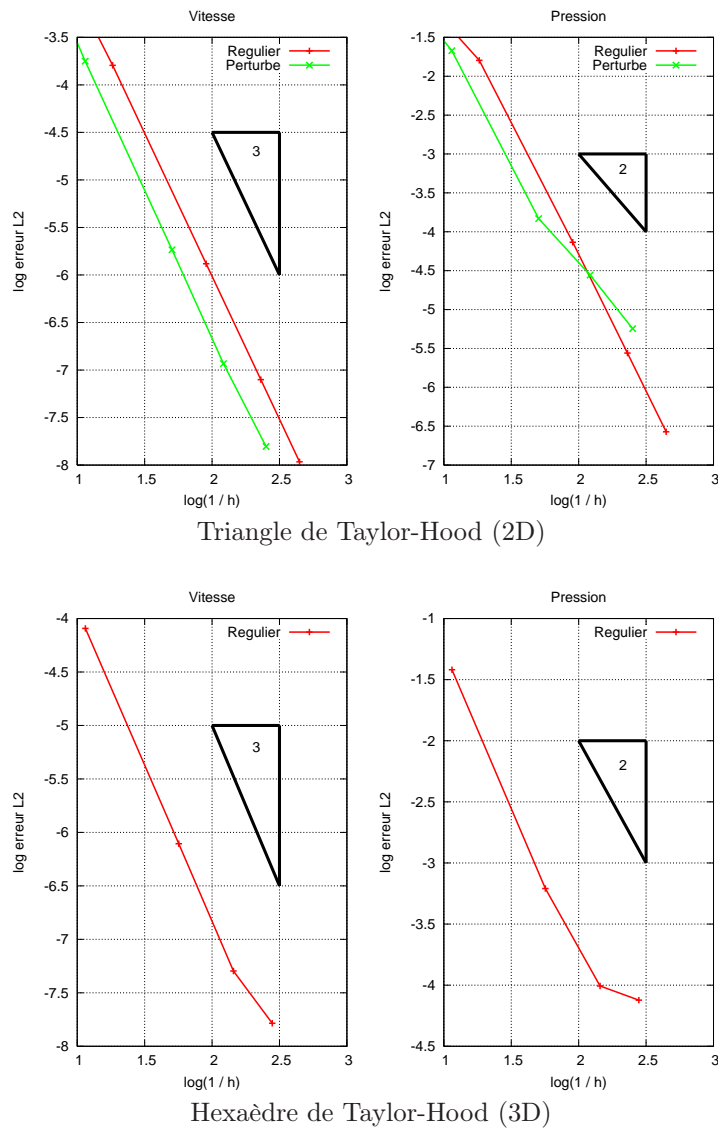 Vitesse
-3.5
-4
-4.5
-5
-5.5
-6
-6.5
-7
-7.5
-8
1 1.5 2 2.5 3
log erreur L2
log(1 / h)
Regulier
Perturbe
3
Pression
-1.5
-2
-2.5
-3
-3.5
-4
-4.5
-5
-5.5
-6
-6.5
-7
1 1.5 2 2.5 3
log erreur L2
log(1 / h)
Regulier
Perturbe
2
Triangle de Taylor-Hood (2D)
Vitesse
-4
-4.5
-5
-5.5
-6
-6.5
-7
-7.5
-8
1 1.5 2 2.5 3
log erreur L2
log(1 / h)
Regulier
3
Pression
-1
-1.5
-2
-2.5
-3
-3.5
-4
-4.5
1 1.5 2 2.5 3
log erreur L2
log(1 / h)
Regulier
2
Hexaèdre de Taylor-Hood (3D)